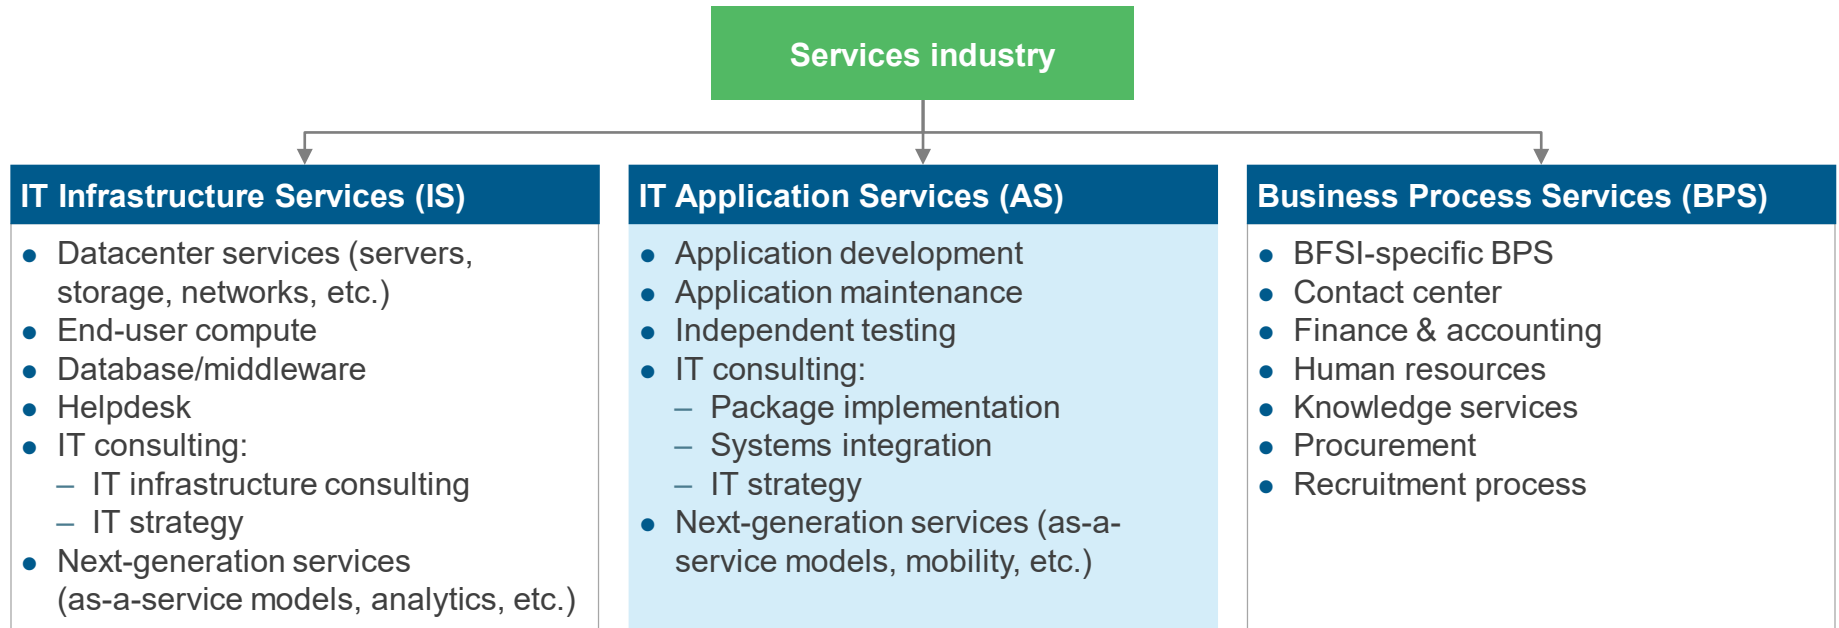 Services industry
IT Infrastructure Services (IS)
● Datacenter services (servers,
storage, networks, etc.)
● End-user compute
● Database/middleware
● Helpdesk
● IT consulting:
– IT infrastructure consulting
– IT strategy
● Next-generation services
(as-a-service models, analytics, etc.)
IT Application Services (AS)
● Application development
● Application maintenance
● Independent testing
● IT consulting:
– Package implementation
– Systems integration
– IT strategy
● Next-generation services (as-a-
service models, mobility, etc.)
Business Process Services (BPS)
● BFSI-specific BPS
● Contact center
● Finance & accounting
● Human resources
● Knowledge services
● Procurement
● Recruitment process